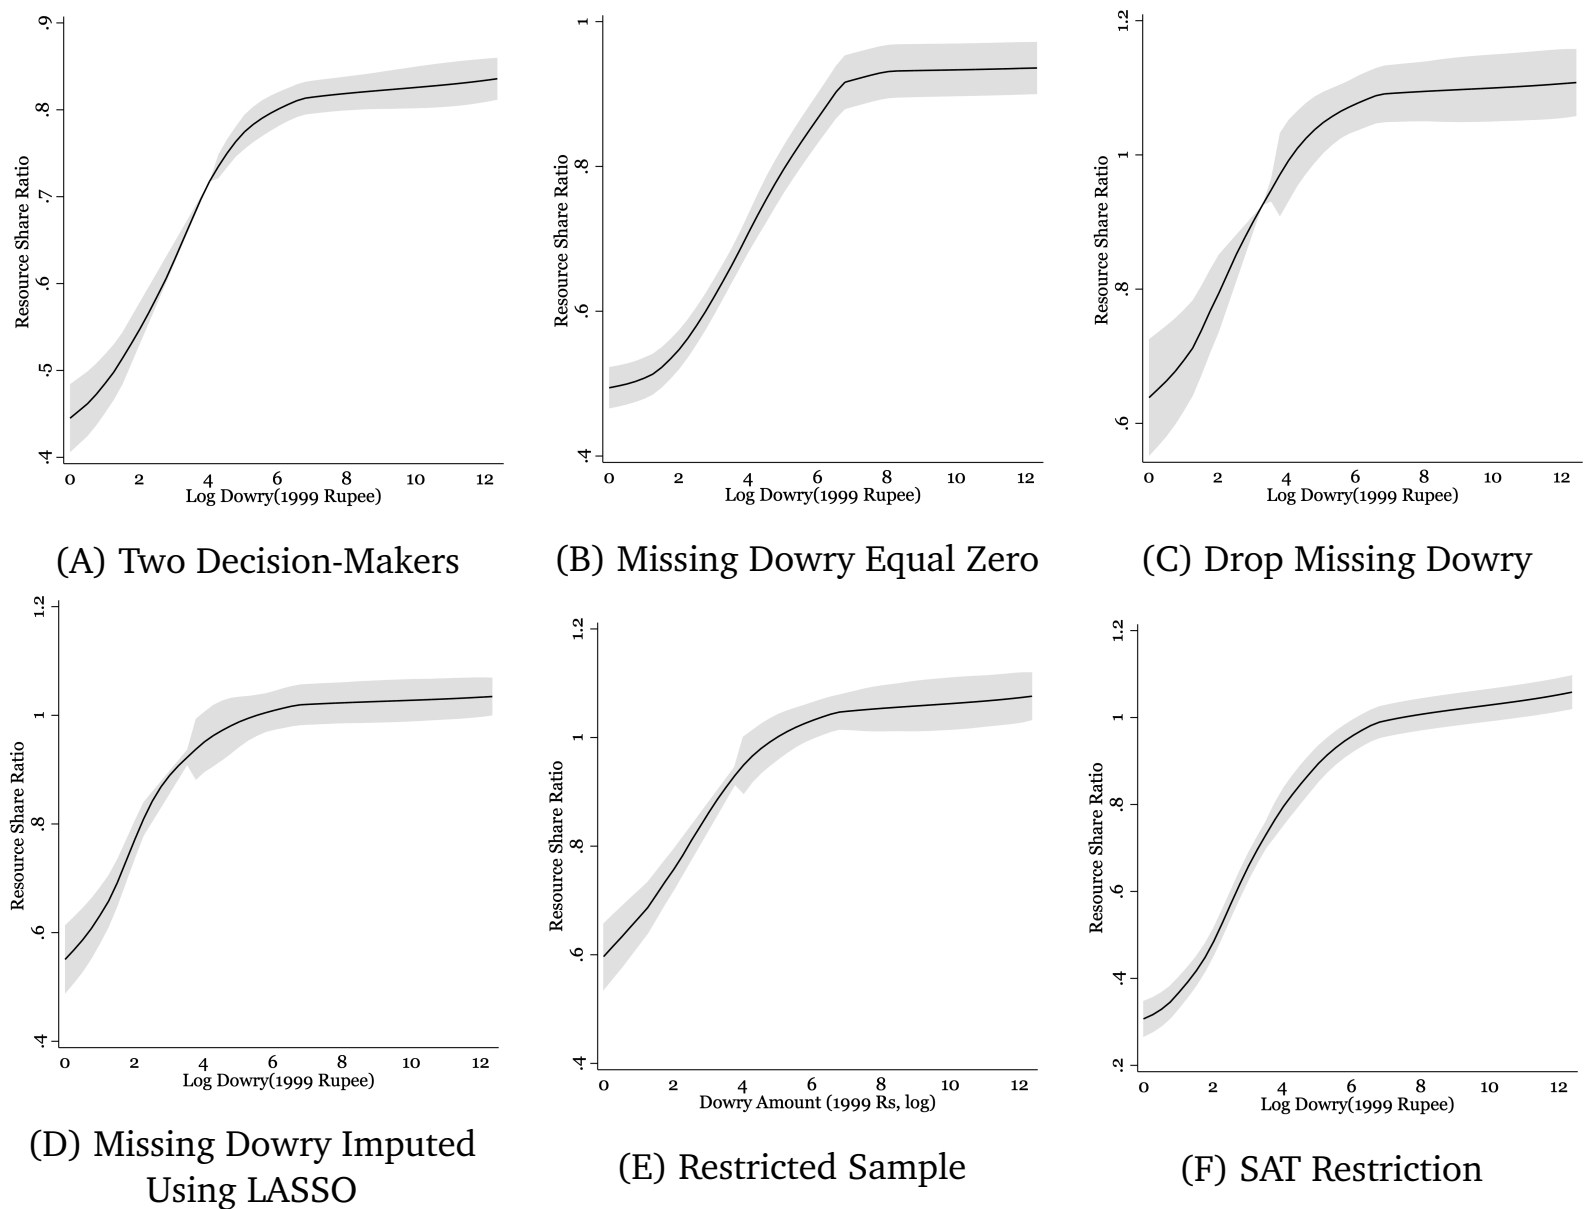 .9
.8
.7
.6
.5
.4
Resource Share Ratio
0 2 4 6 8 10 12
Log Dowry(1999 Rupee)
(A) Two Decision-Makers
1
.8
.6
.4
Resource Share Ratio
0 2 4 6 8 10 12
Log Dowry(1999 Rupee)
(B) Missing Dowry Equal Zero
1.2
1
.8
.6
Resource Share Ratio
0 2 4 6 8 10 12
Log Dowry(1999 Rupee)
(C) Drop Missing Dowry
1.2
1
.8
.6
.4
Resource Share Ratio
0 2 4 6 8 10 12
Log Dowry(1999 Rupee)
(D) Missing Dowry Imputed
Using LASSO
1.2
1
.8
.6
.4
Resource Share Ratio
0 2 4 6 8 10 12
Dowry Amount (1999 Rs, log)
(E) Restricted Sample
1.2
1
.8
.6
.4
.2
Resource Share Ratio
0 2 4 6 8 10 12
Log Dowry(1999 Rupee)
(F) SAT Restriction